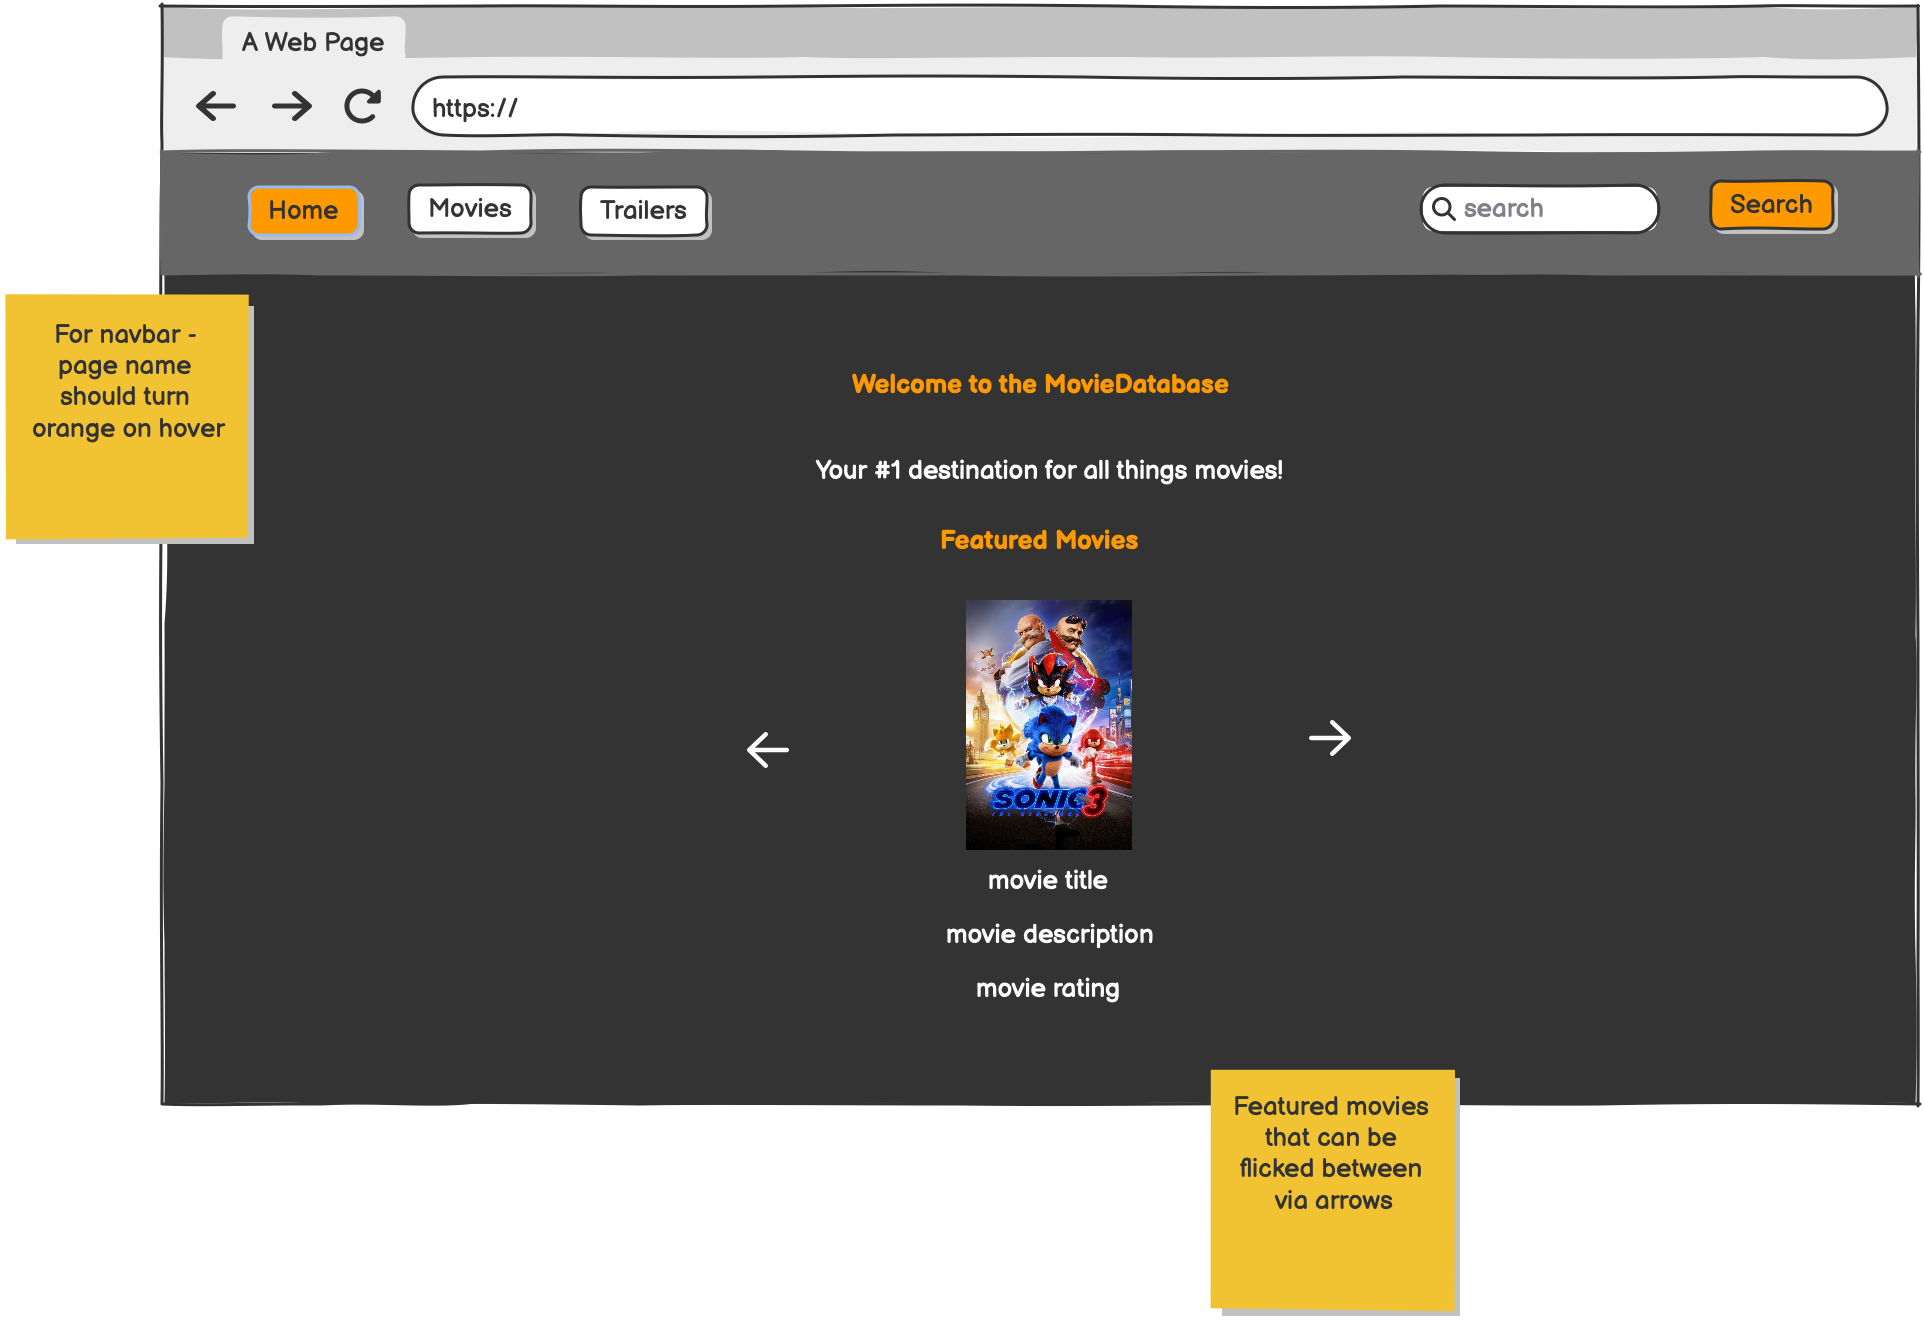 A Web Page
https://
Home
Movies
Trailers
search
Search
For navbar -
page name
should turn
orange on hover
Welcome to the MovieDatabase
Your #1 destination for all things movies!
Featured Movies
SONIC 3
movie title
movie description
movie rating
Featured movies
that can be
flicked between
via arrows